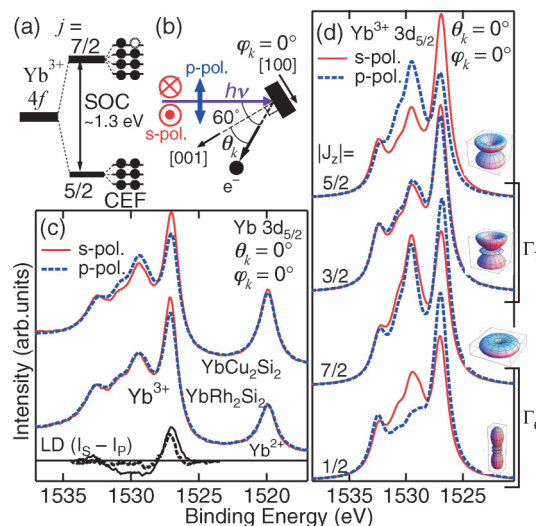 (a) j =
7/2
Yb³⁺
4f
SOC
~1.3 eV
5/2
CEF
(b)
φₖ = 0°
[100]
p-pol.
hν
s-pol.
60°
θₖ
[001]
e⁻
(c)
Yb 3d₅/₂
s-pol.
p-pol.
θₖ = 0°
φₖ = 0°
YbCu₂Si₂
Yb³⁺
YbRh₂Si₂
LD (Iₛ − Iₚ)
Yb²⁺
Intensity (arb.units)
1535 1530 1525 1520
Binding Energy (eV)
(d) Yb³⁺ 3d₅/₂
s-pol.
p-pol.
θₖ = 0°
φₖ = 0°
|J_z|=
5/2
3/2
7/2
1/2
1535 1530 1525